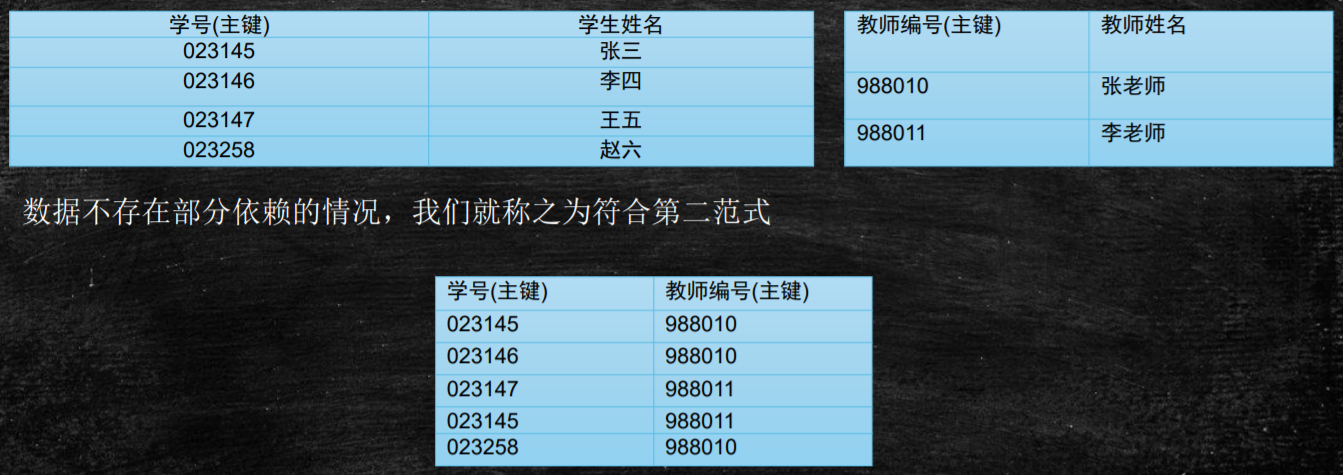 学号(主键) 学生姓名
023145 张三
023146 李四
023147 王五
023258 赵六
教师编号(主键) 教师姓名
988010 张老师
988011 李老师
数据不存在部分依赖的情况，我们就称之为符合第二范式
学号(主键) 教师编号(主键)
023145 988010
023146 988010
023147 988011
023145 988011
023258 988010